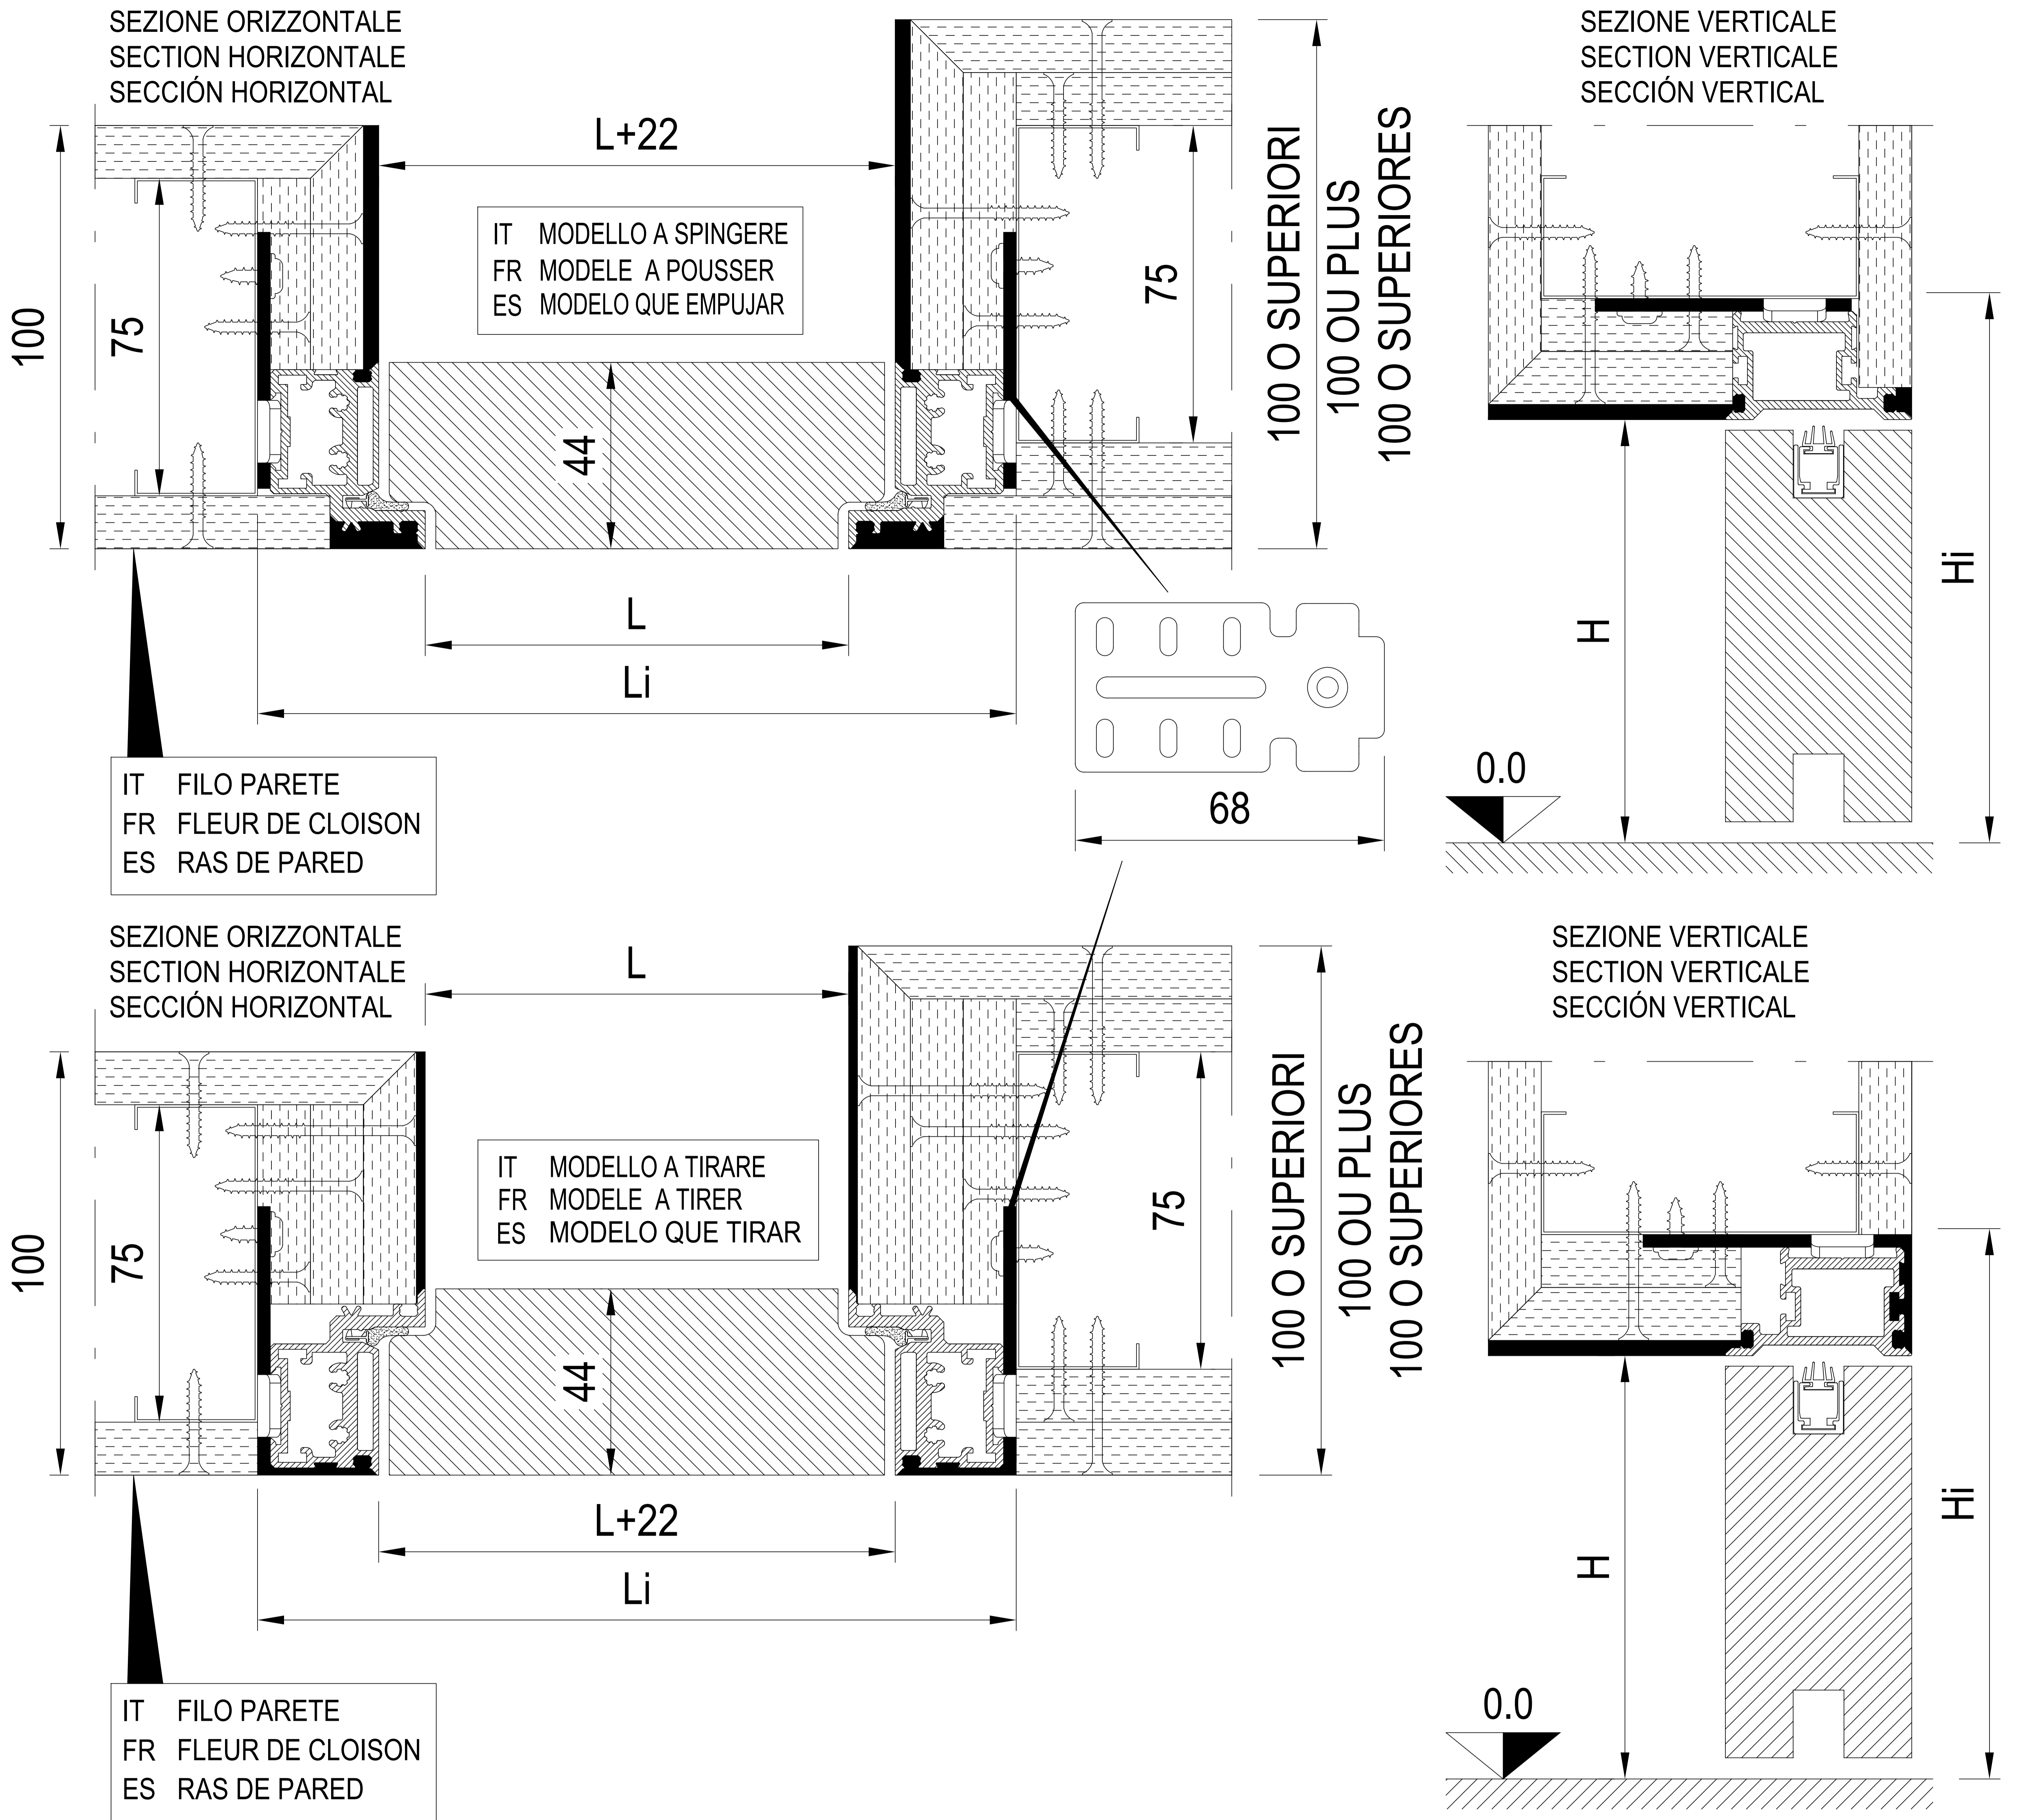 SEZIONE ORIZZONTALE
SECTION HORIZONTALE
SECCIÓN HORIZONTAL
SEZIONE VERTICALE
SECTION VERTICALE
SECCIÓN VERTICAL
L+22
IT MODELLO A SPINGERE
FR MODELE A POUSSER
ES MODELO QUE EMPUJAR
100
75
44
75
100 O SUPERIORI
100 OU PLUS
100 O SUPERIORES
L
Li
H
Hi
0.0
68
IT FILO PARETE
FR FLEUR DE CLOISON
ES RAS DE PARED
SEZIONE ORIZZONTALE
SECTION HORIZONTALE
SECCIÓN HORIZONTAL
SEZIONE VERTICALE
SECTION VERTICALE
SECCIÓN VERTICAL
L
IT MODELLO A TIRARE
FR MODELE A TIRER
ES MODELO QUE TIRAR
100
75
44
75
100 O SUPERIORI
100 OU PLUS
100 O SUPERIORES
L+22
Li
H
Hi
0.0
IT FILO PARETE
FR FLEUR DE CLOISON
ES RAS DE PARED